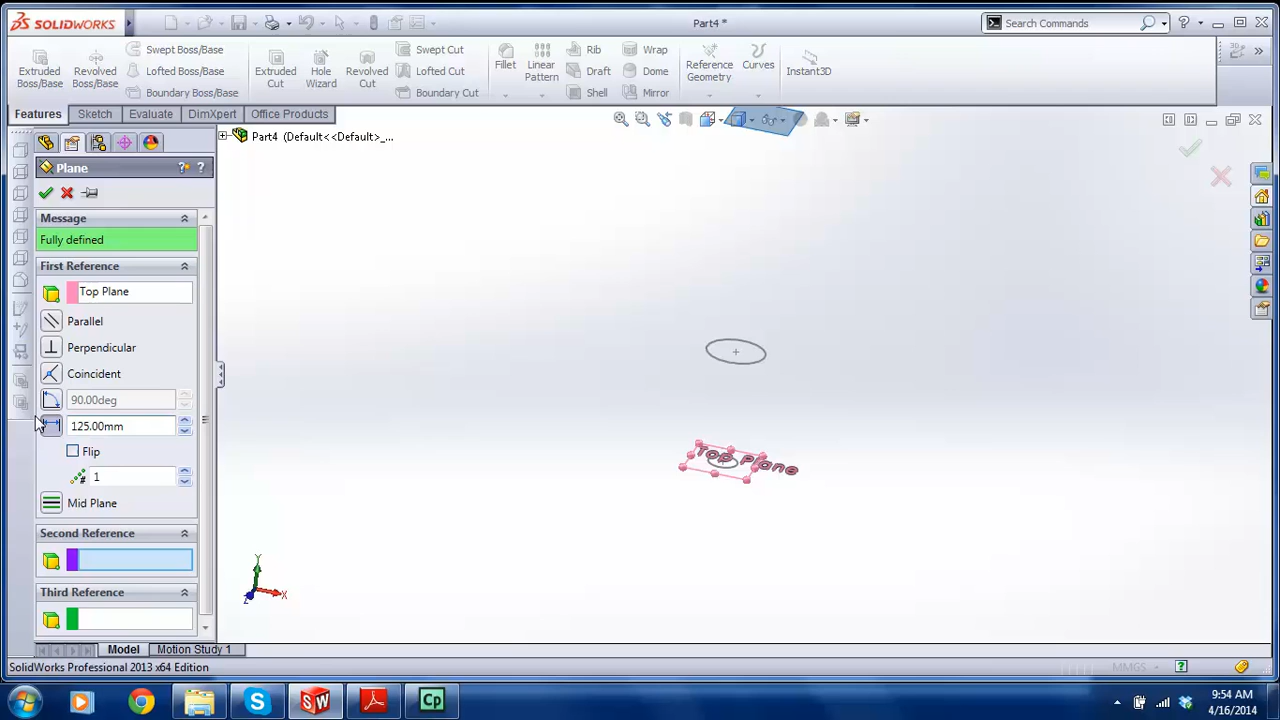 SOLIDWORKS
Part4 *
Search Commands
Extruded Boss/Base
Revolved Boss/Base
Swept Boss/Base
Lofted Boss/Base
Boundary Boss/Base
Extruded Cut
Hole Wizard
Revolved Cut
Swept Cut
Lofted Cut
Boundary Cut
Fillet
Linear Pattern
Rib
Draft
Shell
Wrap
Dome
Mirror
Reference Geometry
Curves
Instant3D
Features
Sketch
Evaluate
DimXpert
Office Products
Part4 (Default<<Default>_...
Plane
Message
Fully defined
First Reference
Top Plane
Parallel
Perpendicular
Coincident
90.00deg
125.00mm
Flip
1
Mid Plane
Second Reference
Third Reference
Top Plane
Y
X
Z
Model
Motion Study 1
SolidWorks Professional 2013 x64 Edition
MMGS
SW
Cp
9:54 AM
4/16/2014